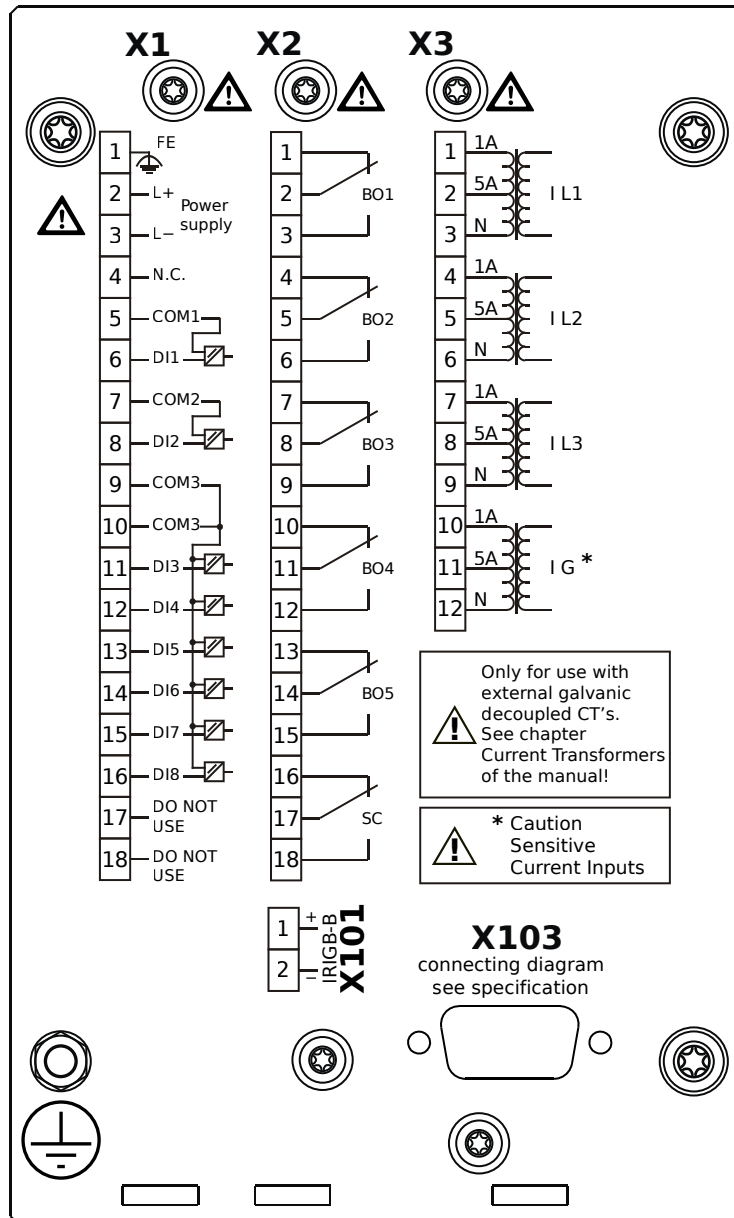 X1 X2 X3
1 FE
2 L+
Power
supply
3 L−
4 N.C.
5 COM1
6 DI1
7 COM2
8 DI2
9 COM3
10 COM3
11 DI3
12 DI4
13 DI5
14 DI6
15 DI7
16 DI8
17 DO NOT
USE
18 DO NOT
USE
1
2 BO1
3
4
5 BO2
6
7
8 BO3
9
10
11 BO4
12
13
14 BO5
15
16
17 SC
18
1 1A
2 5A I L1
3 N
4 1A
5 5A I L2
6 N
7 1A
8 5A I L3
9 N
10 1A
11 5A I G *
12 N
Only for use with
external galvanic
decoupled CT's.
See chapter
Current Transformers
of the manual!
* Caution
Sensitive
Current Inputs
1 +
2 −
IRIGB-B
X101
X103
connecting diagram
see specification